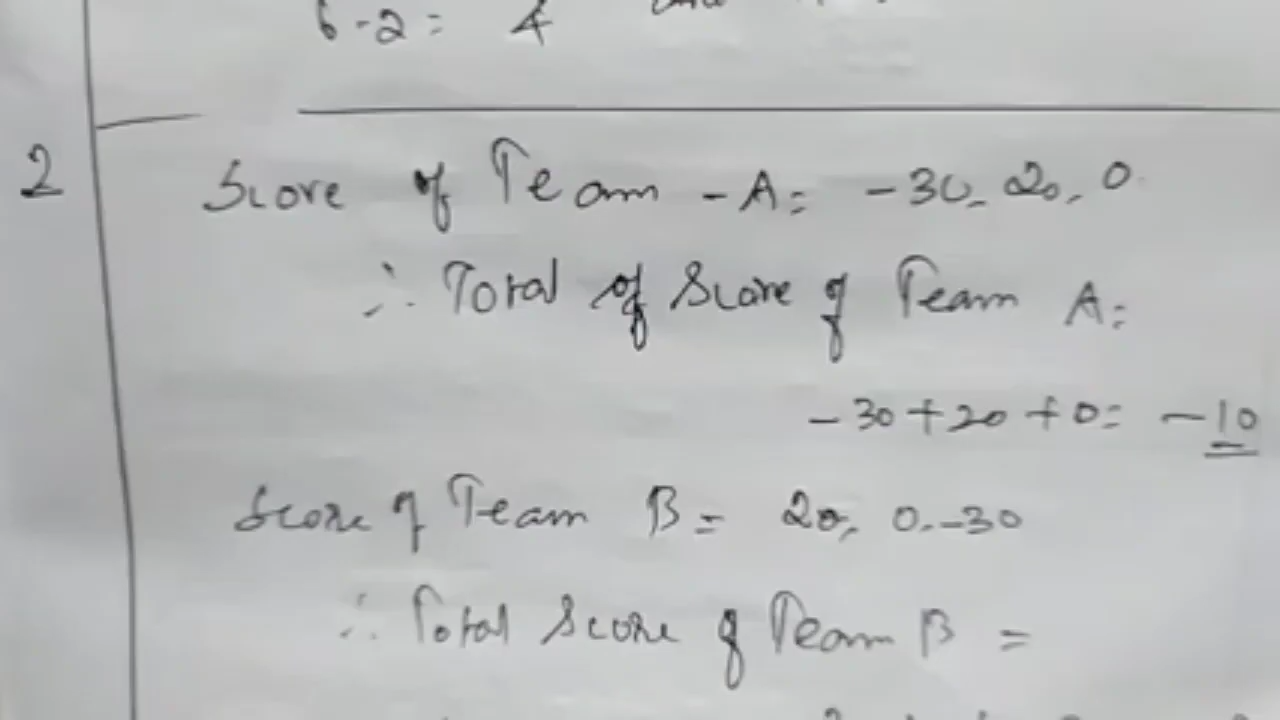 6-2= 4
2 Score of Team - A= -30, 20, 0.
∴ Total of Score of Team A=
-30+20+0= -10
Score of Team B= 20, 0, -30
∴ Total Score of Team B =